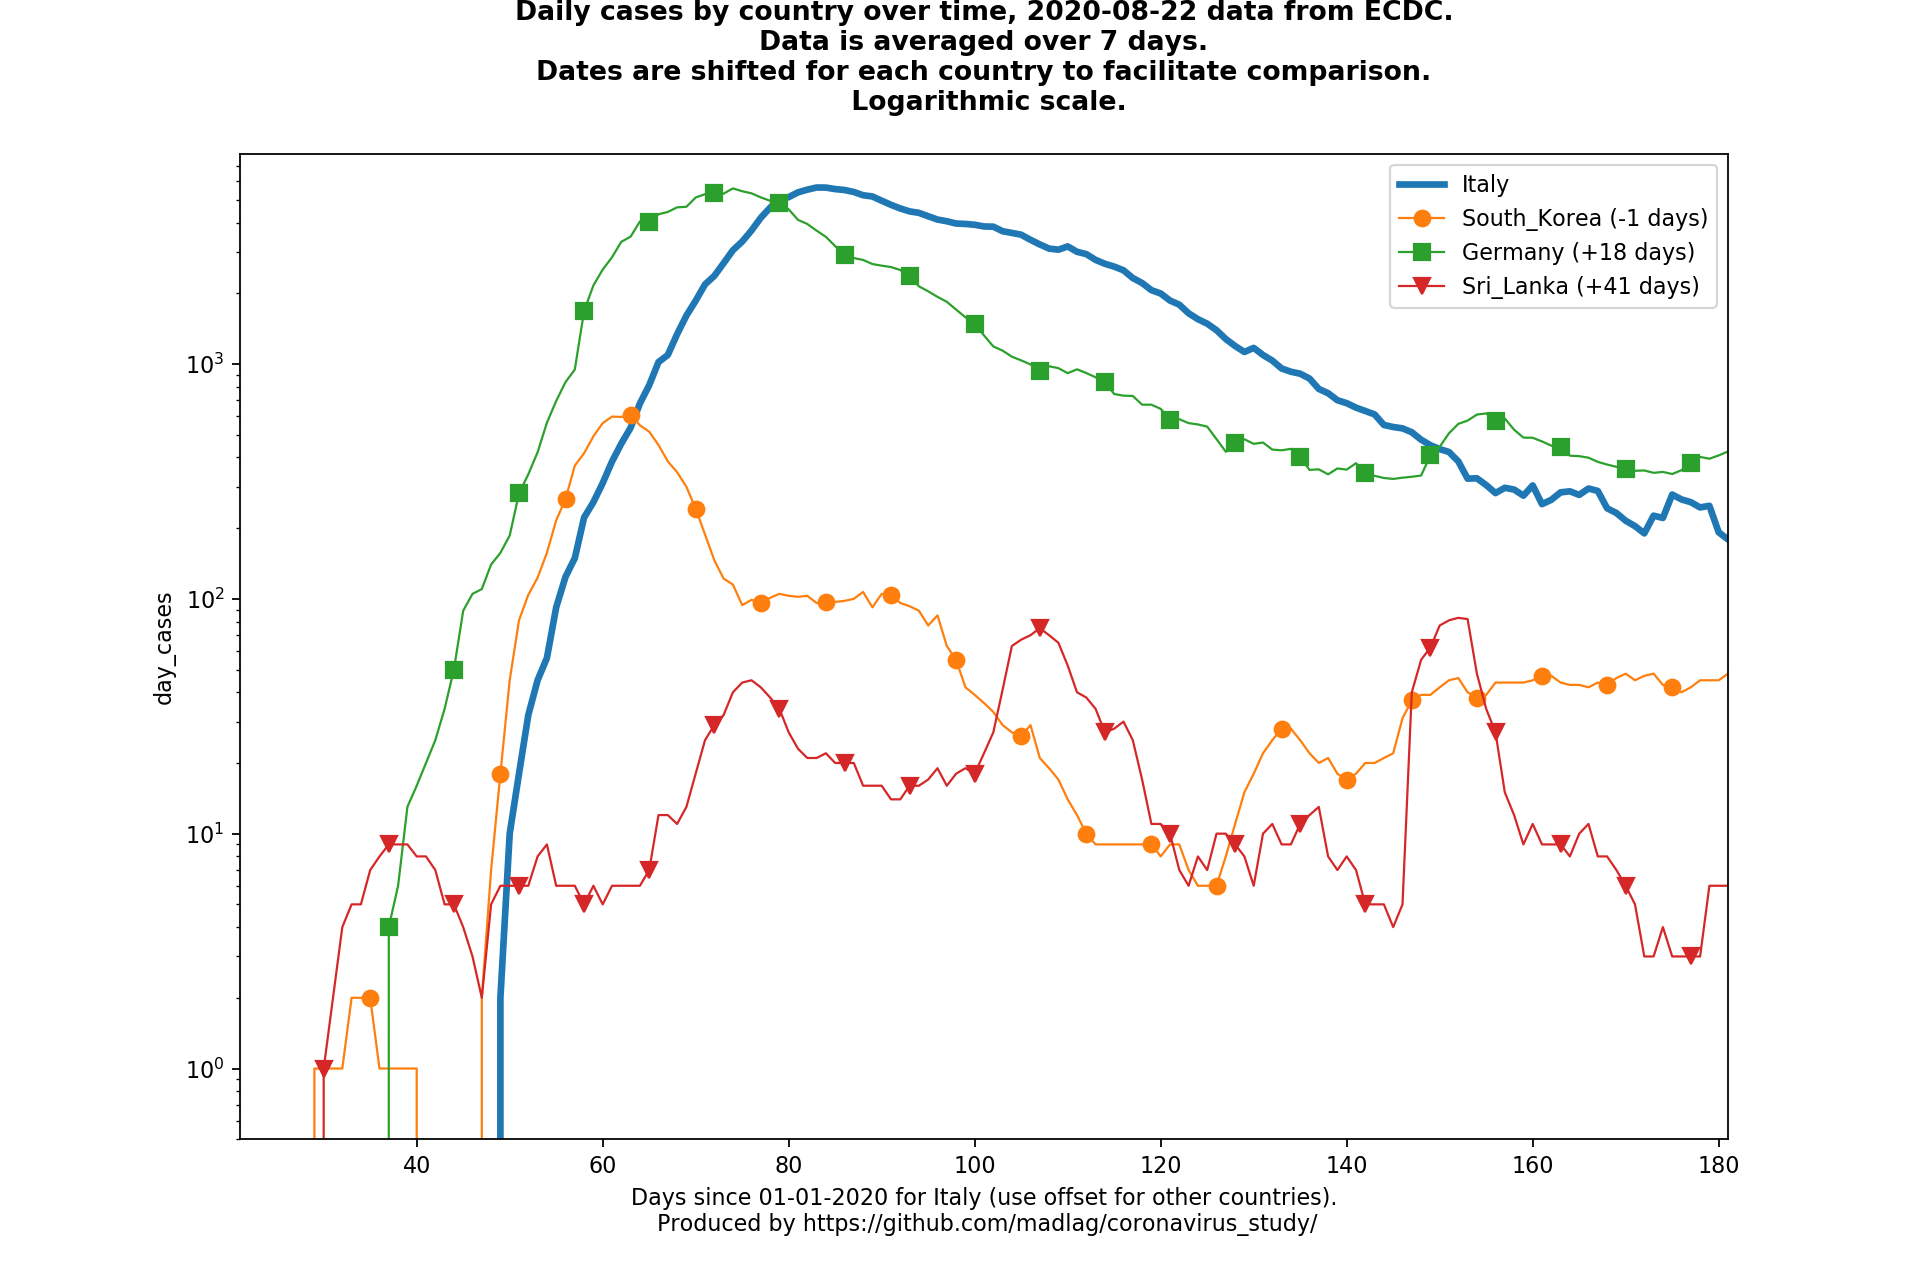 Daily cases by country over time, 2020-08-22 data from ECDC.
Data is averaged over 7 days.
Dates are shifted for each country to facilitate comparison.
Logarithmic scale.
Italy
South_Korea (-1 days)
Germany (+18 days)
Sri_Lanka (+41 days)
day_cases
10³
10²
10¹
10⁰
40 60 80 100 120 140 160 180
Days since 01-01-2020 for Italy (use offset for other countries).
Produced by https://github.com/madlag/coronavirus_study/